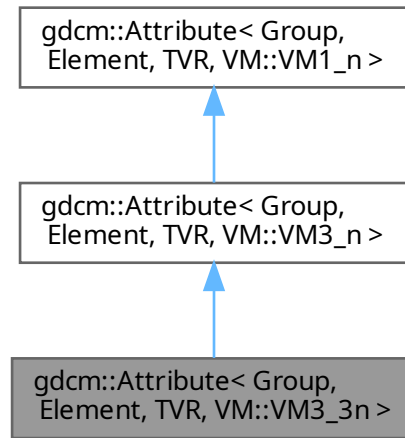 gdcm::Attribute< Group,
Element, TVR, VM::VM1_n >
gdcm::Attribute< Group,
Element, TVR, VM::VM3_n >
gdcm::Attribute< Group,
Element, TVR, VM::VM3_3n >